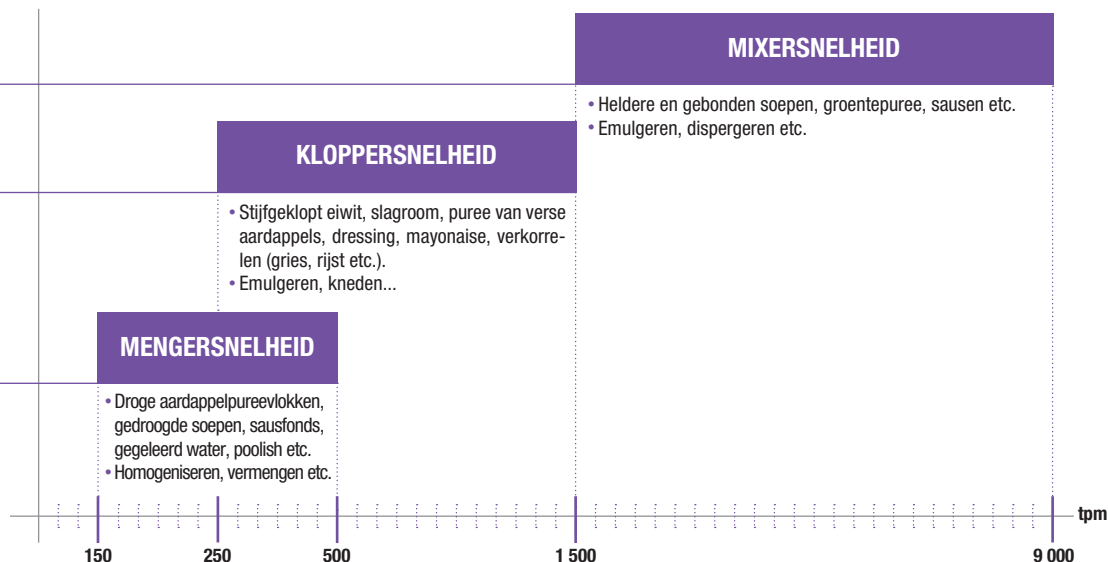 MIXERSNELHEID
• Heldere en gebonden soepen, groentepuree, sausen etc.
• Emulgeren, dispergeren etc.
KLOPPERSNELHEID
• Stijfgeklopt eiwit, slagroom, puree van verse
aardappels, dressing, mayonaise, verkorre-
len (gries, rijst etc.).
• Emulgeren, kneden...
MENGERSNELHEID
• Droge aardappelpureevlokken,
gedroogde soepen, sausfonds,
gegeleerd water, poolish etc.
• Homogeniseren, vermengen etc.
tpm
150 250 500 1 500 9 000